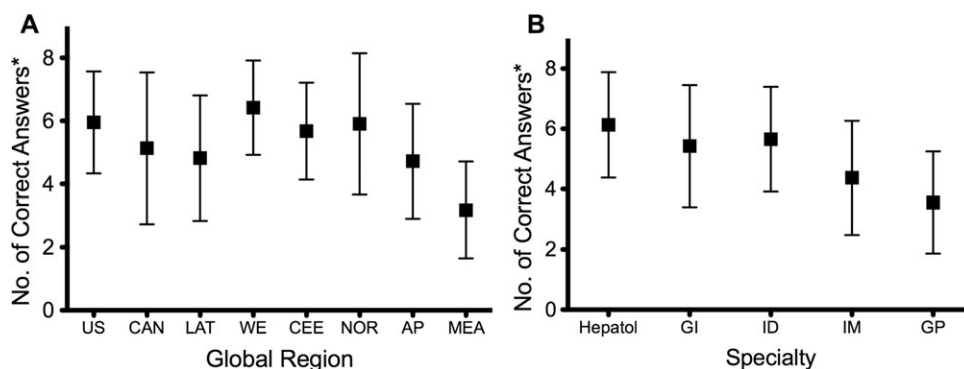 A
No. of Correct Answers*
8
6
4
2
0
US CAN LAT WE CEE NOR AP MEA
Global Region
B
No. of Correct Answers*
8
6
4
2
0
Hepatol GI ID IM GP
Specialty